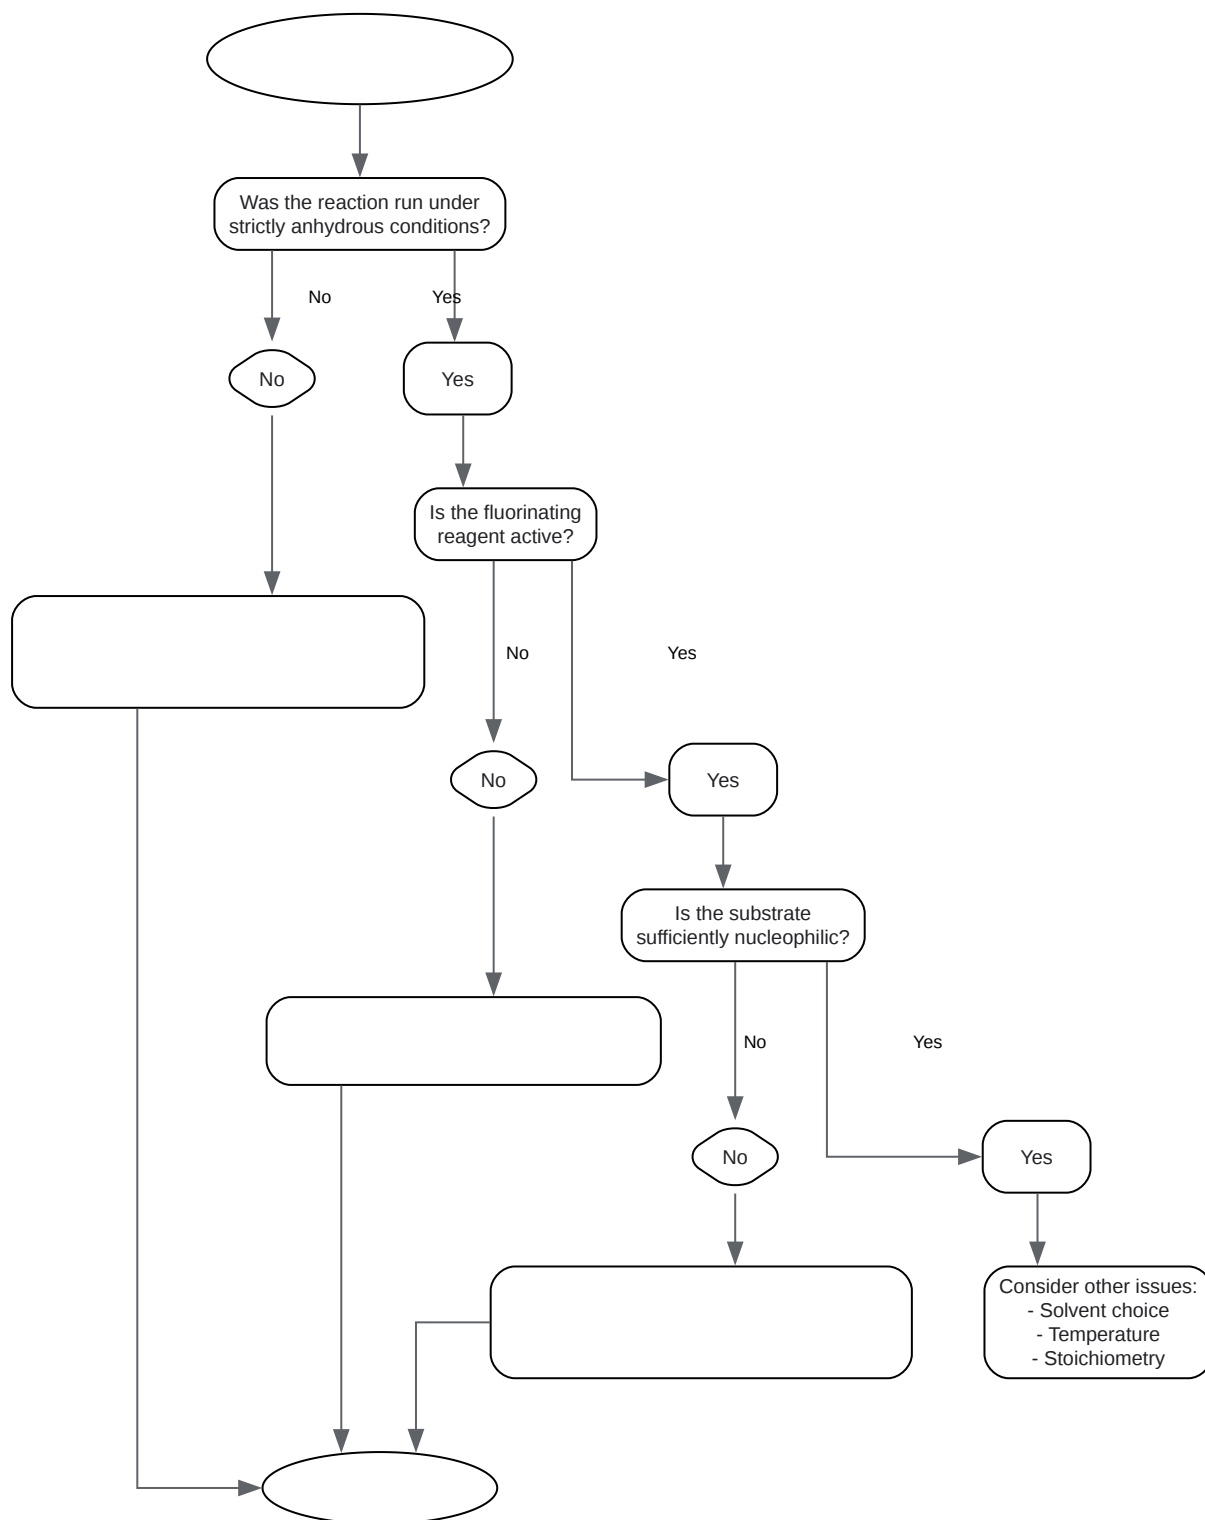 Was the reaction run under
strictly anhydrous conditions?
No
Yes
No
Yes
Is the fluorinating
reagent active?
No
Yes
No
Yes
Is the substrate
sufficiently nucleophilic?
No
Yes
No
Yes
Consider other issues:
- Solvent choice
- Temperature
- Stoichiometry